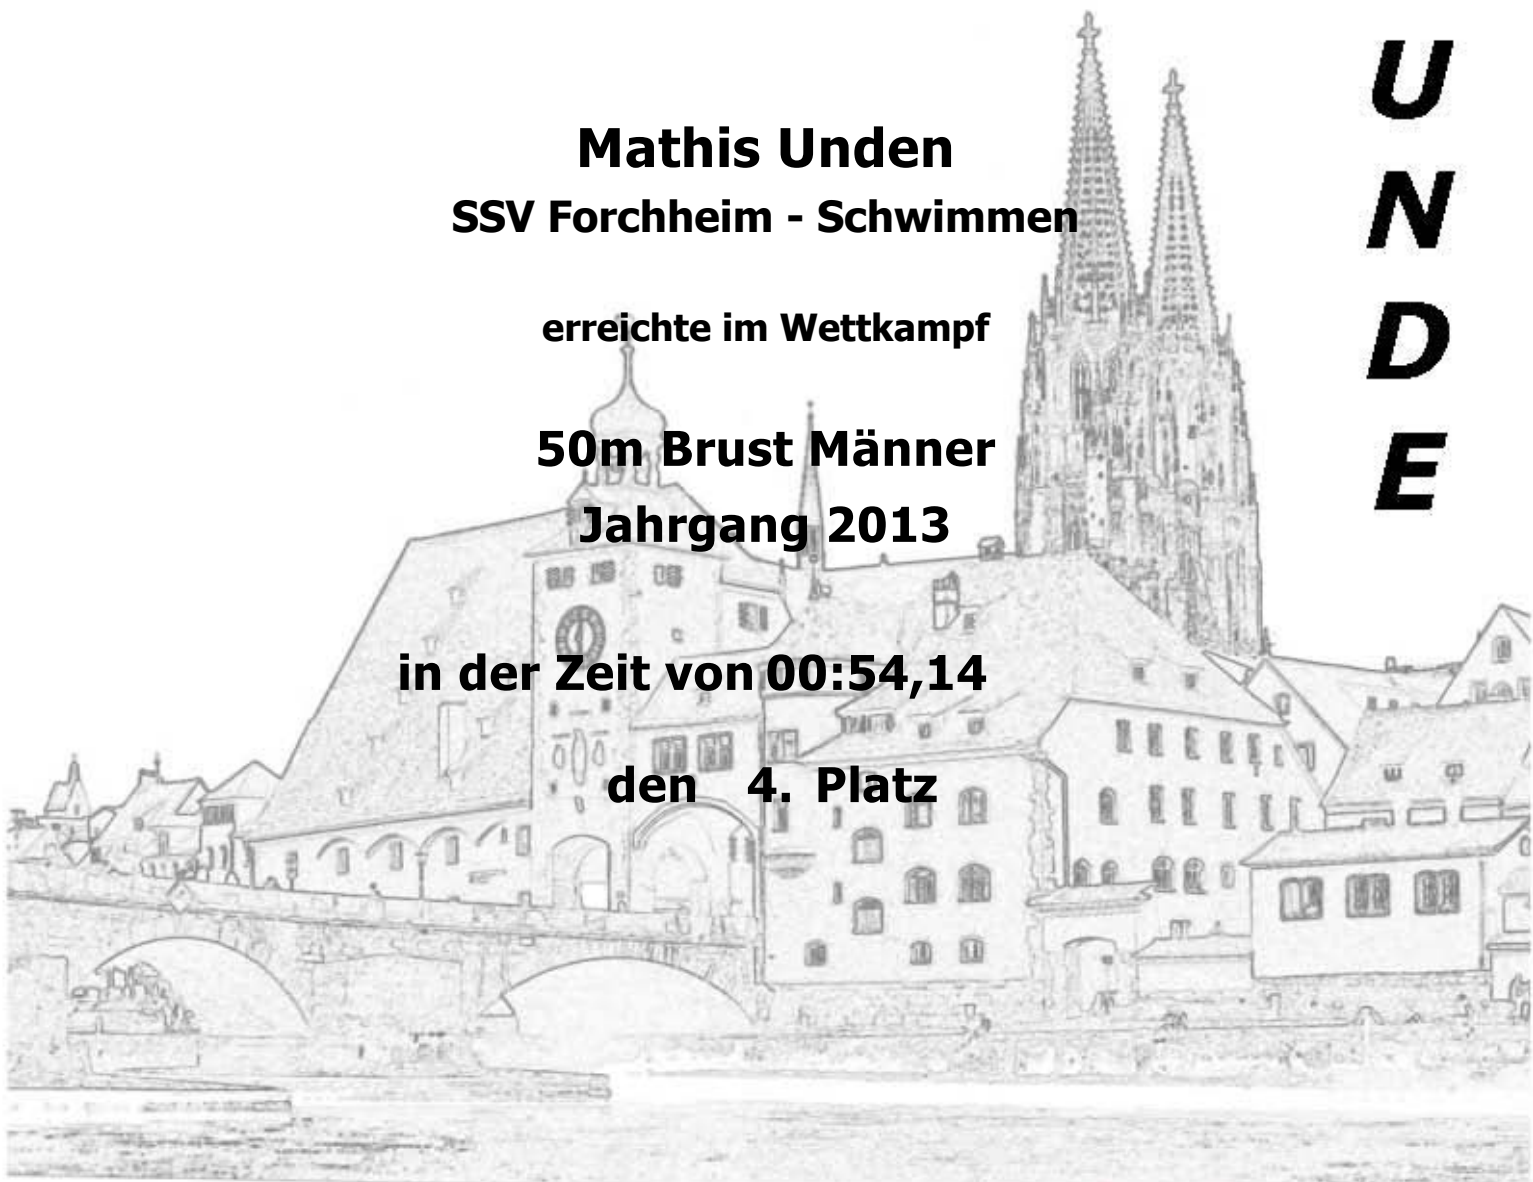 Mathis Unden
SSV Forchheim - Schwimmen
erreichte im Wettkampf
50m Brust Männer
Jahrgang 2013
in der Zeit von 00:54,14
den 4. Platz
U
N
D
E